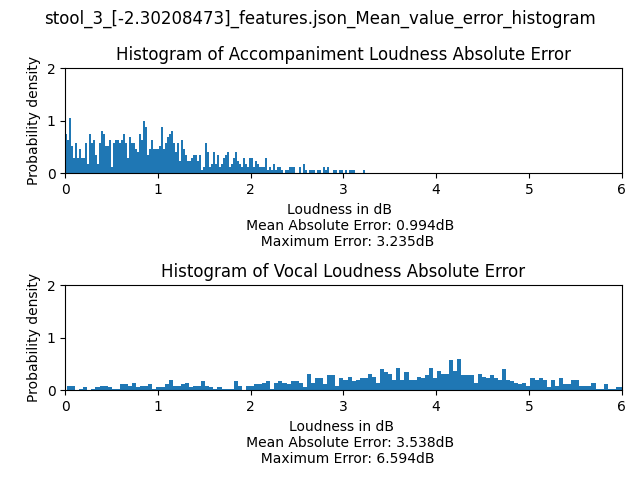 stool_3_[-2.30208473]_features.json_Mean_value_error_histogram
Histogram of Accompaniment Loudness Absolute Error
Probability density
2
1
0
0 1 2 3 4 5 6
Loudness in dB
Mean Absolute Error: 0.994dB
Maximum Error: 3.235dB
Histogram of Vocal Loudness Absolute Error
Probability density
2
1
0
0 1 2 3 4 5 6
Loudness in dB
Mean Absolute Error: 3.538dB
Maximum Error: 6.594dB